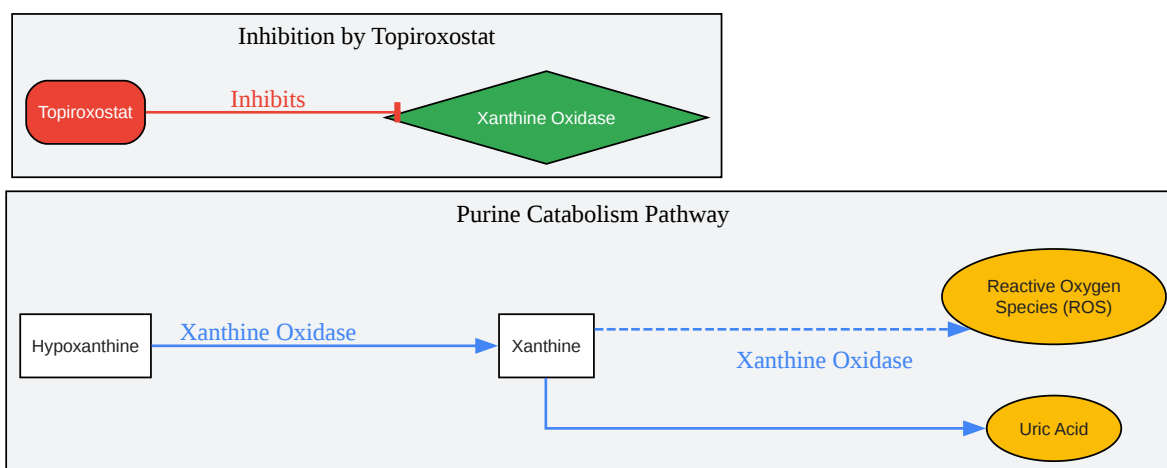 Inhibition by Topiroxostat
Topiroxostat
Inhibits
Xanthine Oxidase
Purine Catabolism Pathway
Hypoxanthine
Xanthine Oxidase
Xanthine
Xanthine Oxidase
Reactive Oxygen
Species (ROS)
Uric Acid